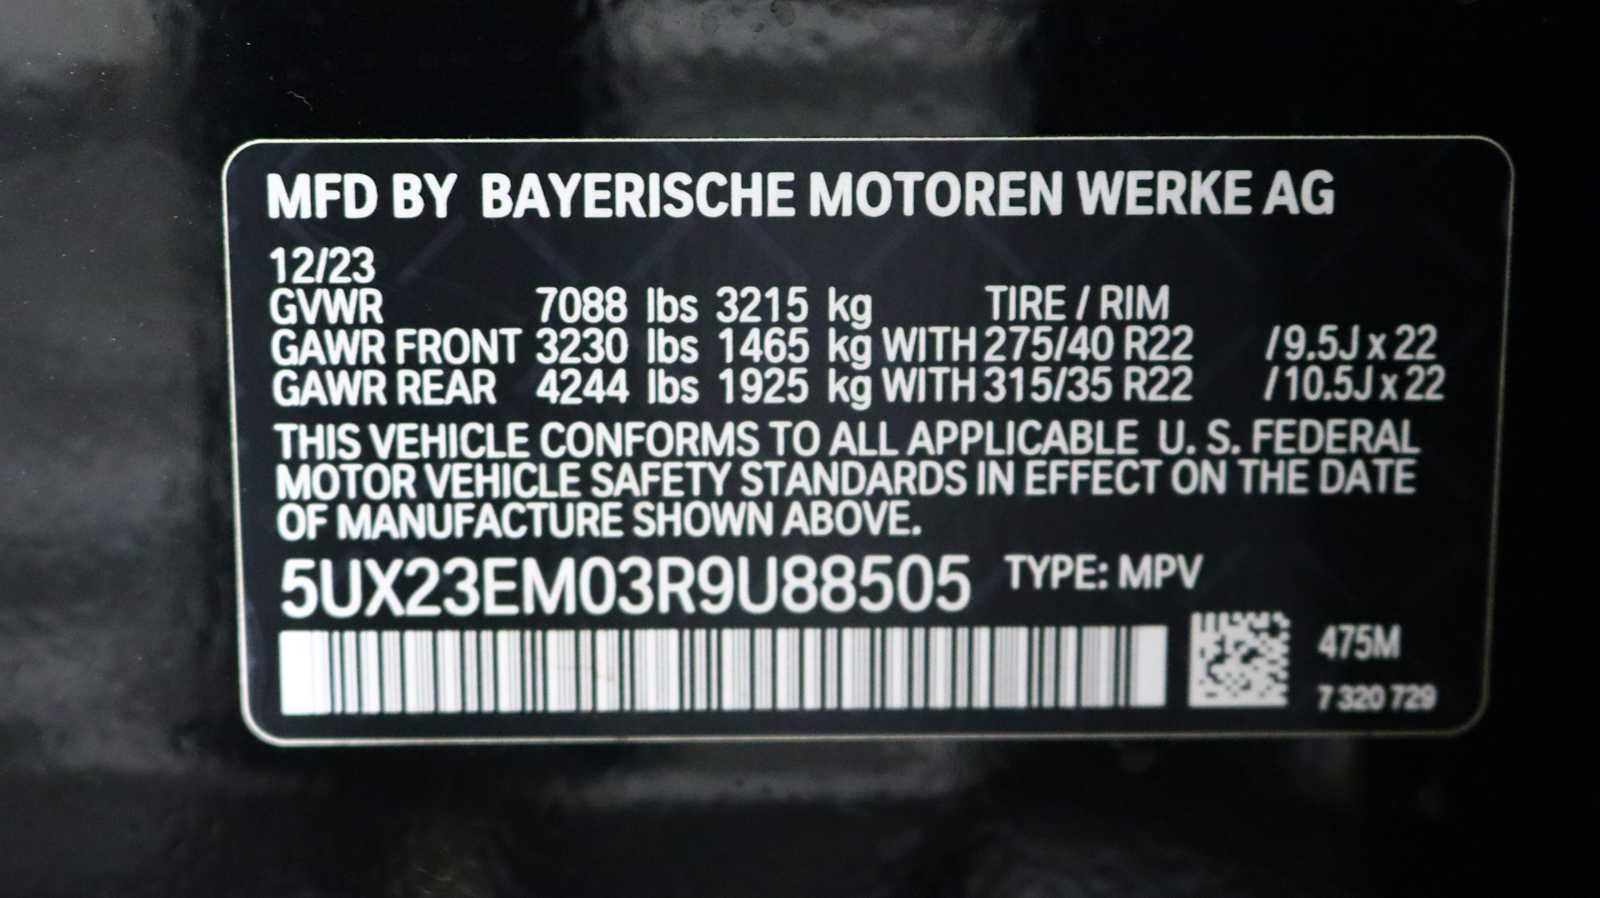 MFD BY BAYERISCHE MOTOREN WERKE AG
12/23
GVWR 7088 lbs 3215 kg TIRE / RIM
GAWR FRONT 3230 lbs 1465 kg WITH 275/40 R22 / 9.5J x 22
GAWR REAR 4244 lbs 1925 kg WITH 315/35 R22 / 10.5J x 22
THIS VEHICLE CONFORMS TO ALL APPLICABLE U. S. FEDERAL
MOTOR VEHICLE SAFETY STANDARDS IN EFFECT ON THE DATE
OF MANUFACTURE SHOWN ABOVE.
5UX23EM03R9U88505 TYPE: MPV
475M
7 320 729